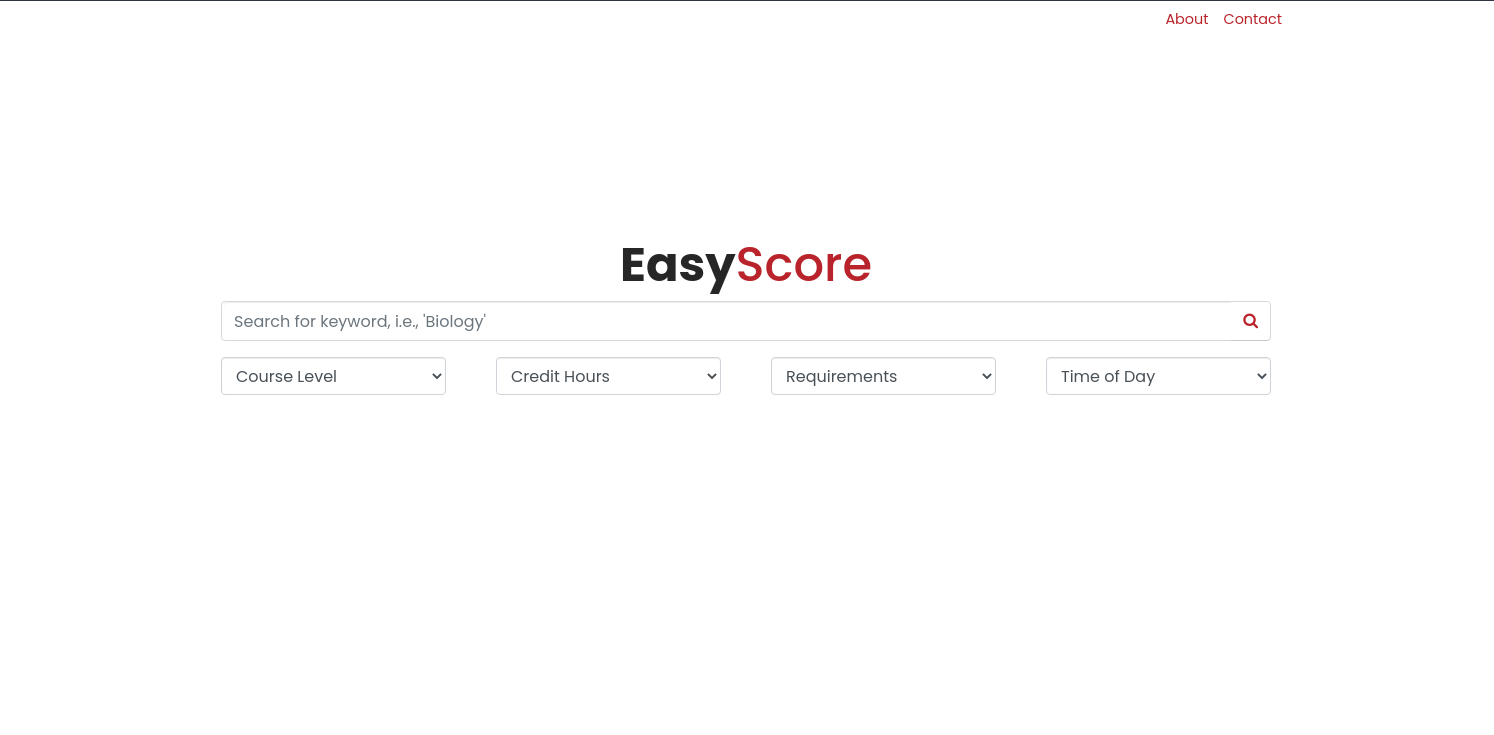 About Contact
EasyScore
Search for keyword, i.e., 'Biology'
Course Level Credit Hours Requirements Time of Day